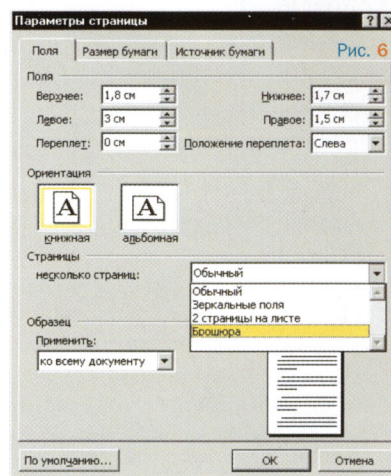 Параметры страницы
Поля Размер бумаги Источник бумаги Рис. 6
Поля
Верхнее: 1,8 см Нижнее: 1,7 см
Левое: 3 см Правое: 1,5 см
Переплет: 0 см Положение переплета: Слева
Ориентация
A A
книжная альбомная
Страницы
несколько страниц: Обычный
Обычный
Зеркальные поля
2 страницы на листе
Брошюра
Образец
Применить:
ко всему документу
По умолчанию... ОК Отмена